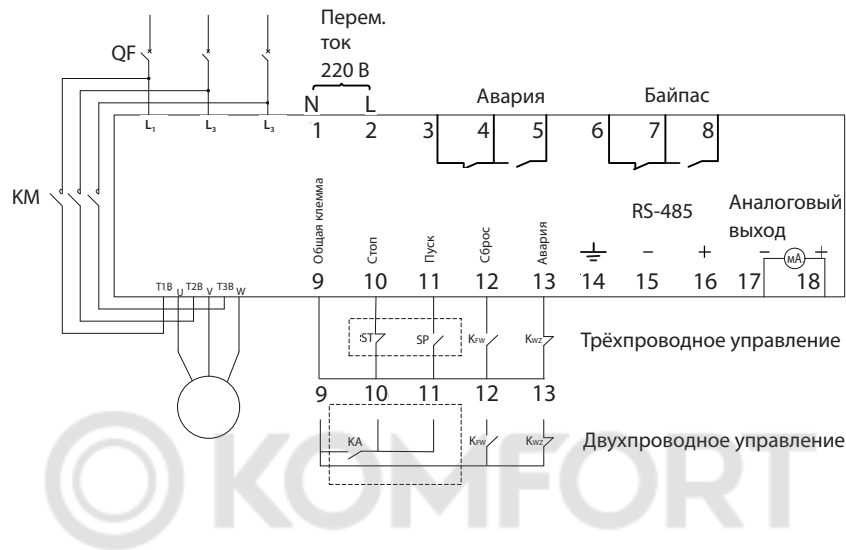 Перем.
ток
220 В
QF
N L
Авария
Байпас
L₁ L₃ L₃
1 2 3 4 5 6 7 8
KM
RS-485
Аналоговый
выход
Общая клемма
Стоп
Пуск
Сброс
Авария
− + − мА +
9 10 11 12 13 14 15 16 17 18
T1B U T2B V T3B W
ST SP KFW KWZ
Трёхпроводное управление
9 10 11 12 13
KA KFW KWZ
Двухпроводное управление
KOMFORT